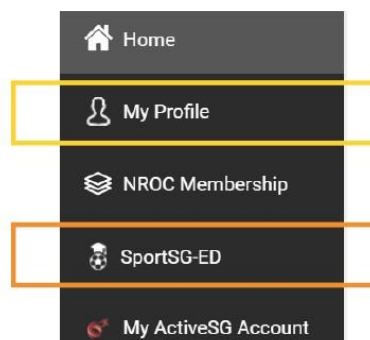 Home
My Profile
NROC Membership
SportSG-ED
My ActiveSG Account